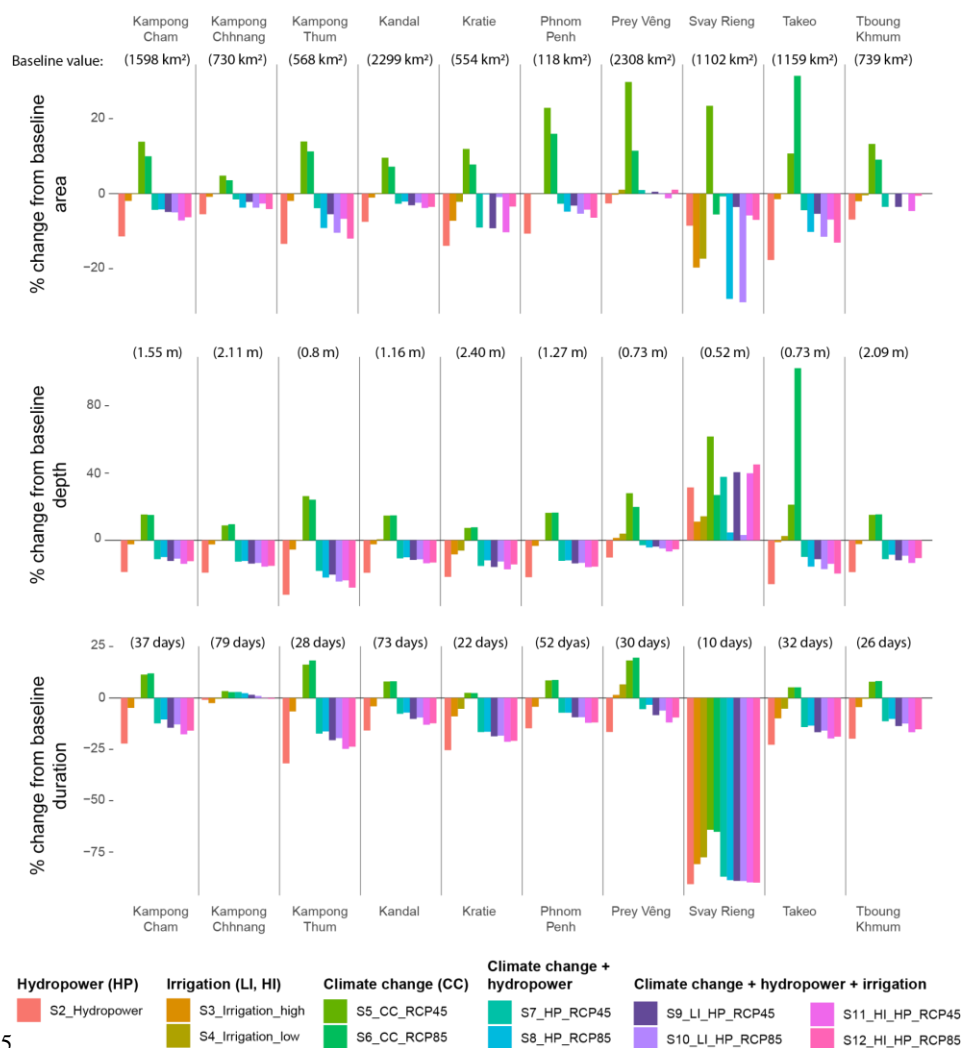 Kampong Cham
Kampong Chhnang
Kampong Thum
Kandal
Kratie
Phnom Penh
Prey Vêng
Svay Rieng
Takeo
Tboung Khmum
Baseline value: (1598 km²) (730 km²) (568 km²) (2299 km²) (554 km²) (118 km²) (2308 km²) (1102 km²) (1159 km²) (739 km²)
% change from baseline area
20
0
−20
(1.55 m) (2.11 m) (0.8 m) (1.16 m) (2.40 m) (1.27 m) (0.73 m) (0.52 m) (0.73 m) (2.09 m)
% change from baseline depth
80
40
0
(37 days) (79 days) (28 days) (73 days) (22 days) (52 dyas) (30 days) (10 days) (32 days) (26 days)
% change from baseline duration
25
0
−25
−50
−75
Kampong Cham
Kampong Chhnang
Kampong Thum
Kandal
Kratie
Phnom Penh
Prey Vêng
Svay Rieng
Takeo
Tboung Khmum
Hydropower (HP)
S2_Hydropower
Irrigation (LI, HI)
S3_Irrigation_high
S4_Irrigation_low
Climate change (CC)
S5_CC_RCP45
S6_CC_RCP85
Climate change + hydropower
S7_HP_RCP45
S8_HP_RCP85
Climate change + hydropower + irrigation
S9_LI_HP_RCP45
S10_LI_HP_RCP85
S11_HI_HP_RCP45
S12_HI_HP_RCP85
5